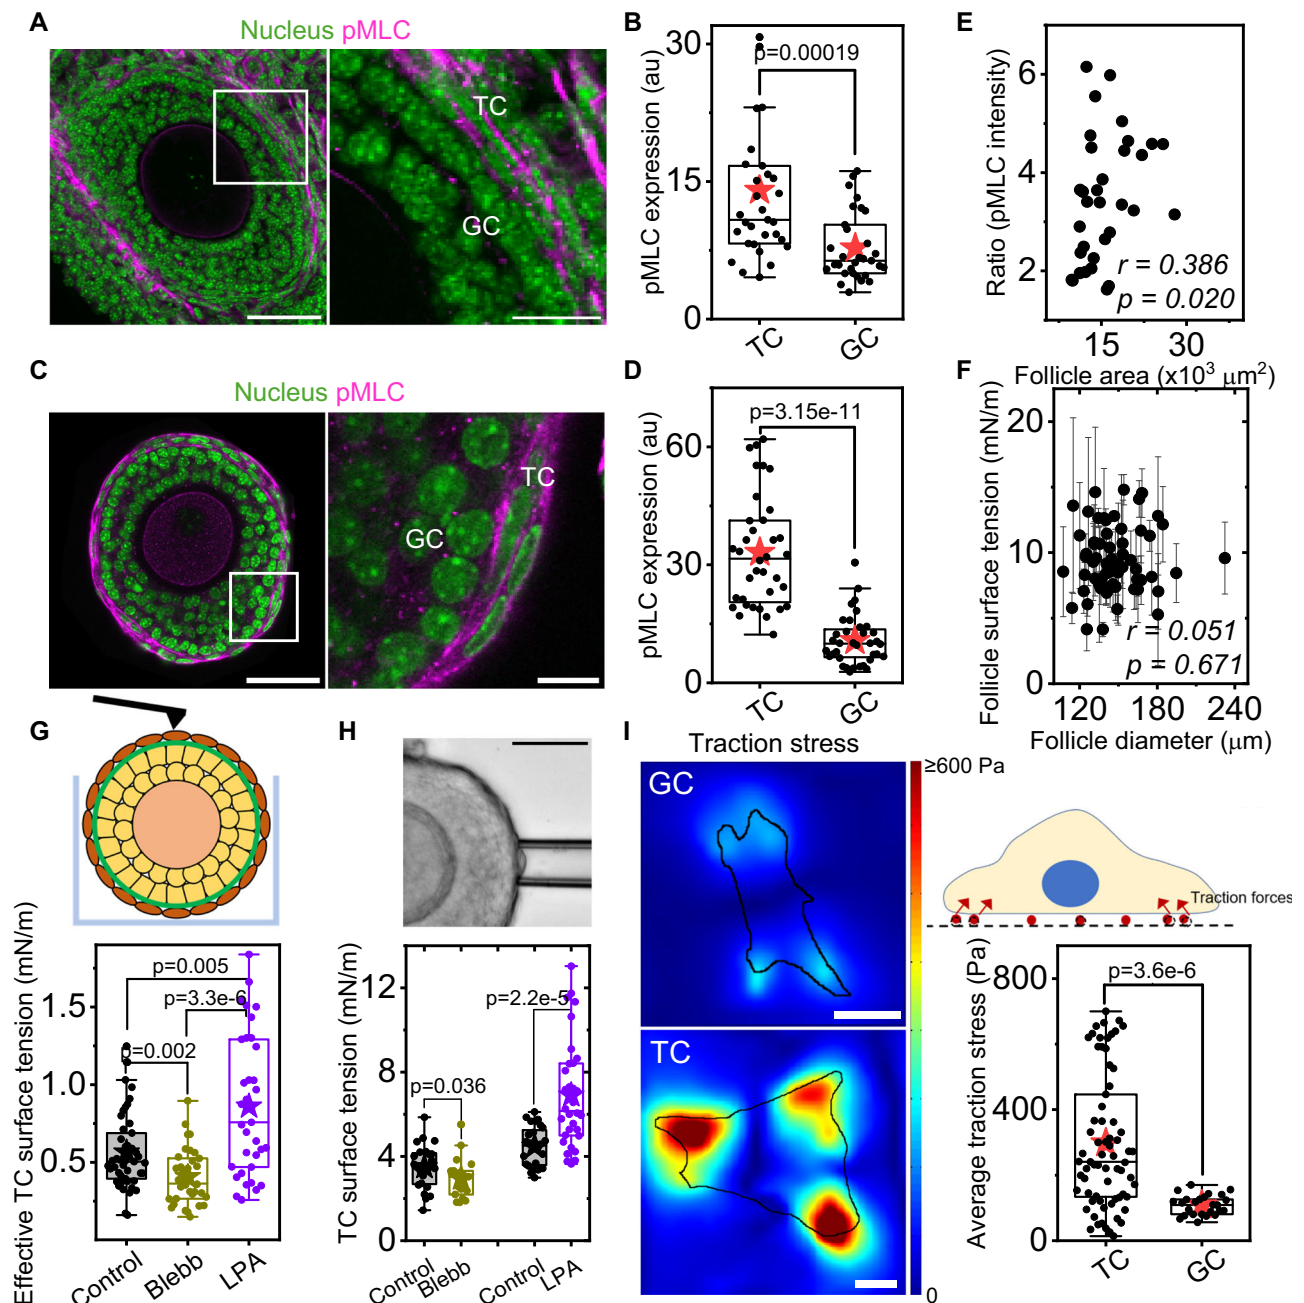 A
Nucleus pMLC
TC
GC
B
pMLC expression (au)
30
15
0
p=0.00019
TC
GC
E
Ratio (pMLC intensity)
6
4
2
r = 0.386
p = 0.020
15
30
Follicle area (x10³ μm²)
C
Nucleus pMLC
TC
GC
D
pMLC expression (au)
60
30
0
p=3.15e-11
TC
GC
F
Follicle surface tension (mN/m)
20
10
0
r = 0.051
p = 0.671
120
180
240
Follicle diameter (μm)
G
Effective TC surface tension (mN/m)
1.5
1.0
0.5
p=0.005
p=3.3e-6
=0.002
Control
Blebb
LPA
H
TC surface tension (mN/m)
12
8
4
0
p=2.2e-5
p=0.036
Control
Blebb
Control
LPA
I
Traction stress
GC
TC
≥600 Pa
0
Traction forces
Average traction stress (Pa)
800
400
0
p=3.6e-6
TC
GC